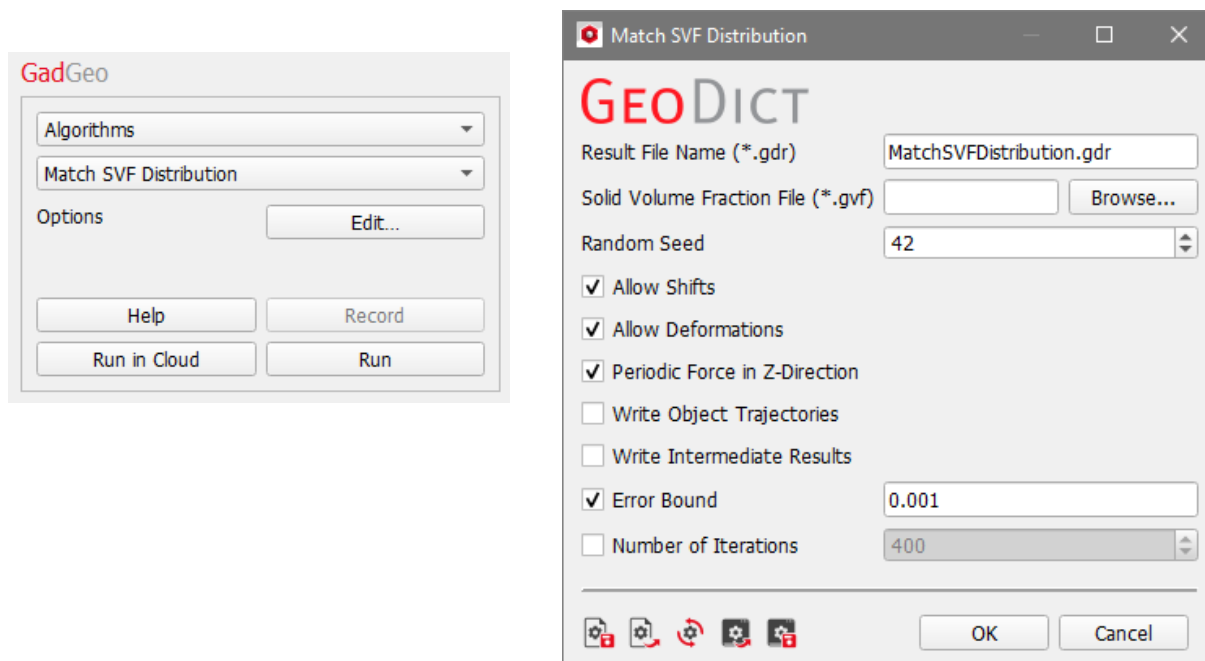 GadGeo
Algorithms
Match SVF Distribution
Options
Edit...
Help
Record
Run in Cloud
Run
Match SVF Distribution
GEODICT
Result File Name (*.gdr)
MatchSVFDistribution.gdr
Solid Volume Fraction File (*.gvf)
Browse...
Random Seed
42
Allow Shifts
Allow Deformations
Periodic Force in Z-Direction
Write Object Trajectories
Write Intermediate Results
Error Bound
0.001
Number of Iterations
400
OK
Cancel